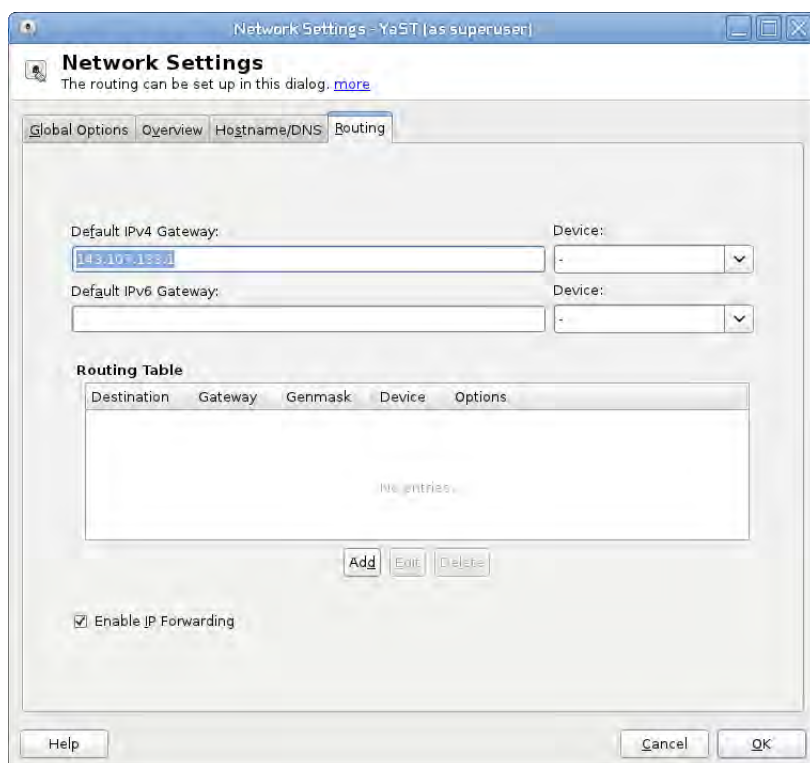 Network Settings - YaST (as superuser)
Network Settings
The routing can be set up in this dialog. more
Global Options Overview Hostname/DNS Routing
Default IPv4 Gateway: Device:
-
Default IPv6 Gateway: Device:
-
Routing Table
Destination Gateway Genmask Device Options
No entries.
Add Edit Delete
Enable IP Forwarding
Help Cancel OK